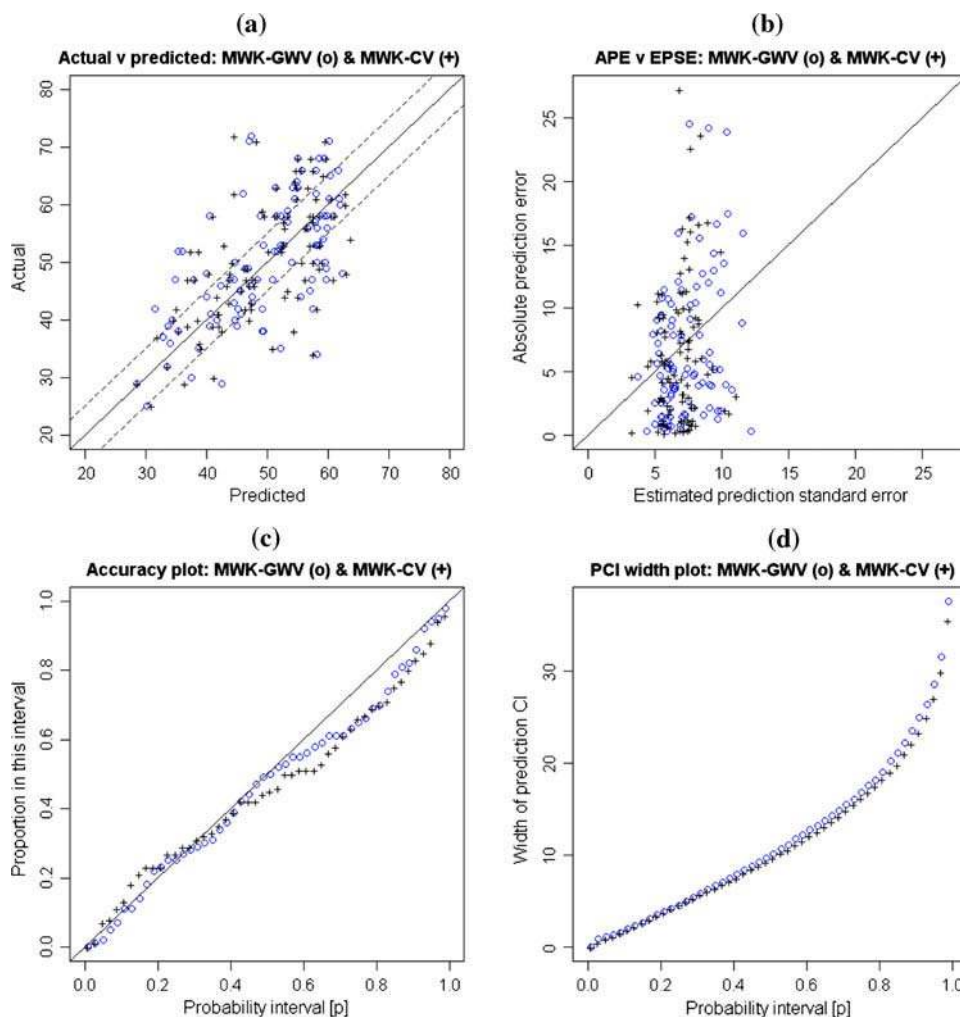 (a)
Actual v predicted: MWK-GWV (o) & MWK-CV (+)
Actual
80
70
60
50
40
30
20
20 30 40 50 60 70 80
Predicted
(b)
APE v EPSE: MWK-GWV (o) & MWK-CV (+)
Absolute prediction error
25
20
15
10
5
0
0 5 10 15 20 25
Estimated prediction standard error
(c)
Accuracy plot: MWK-GWV (o) & MWK-CV (+)
Proportion in this interval
1.0
0.8
0.6
0.4
0.2
0.0
0.0 0.2 0.4 0.6 0.8 1.0
Probability interval [p]
(d)
PCI width plot: MWK-GWV (o) & MWK-CV (+)
Width of prediction CI
30
20
10
0
0.0 0.2 0.4 0.6 0.8 1.0
Probability interval [p]